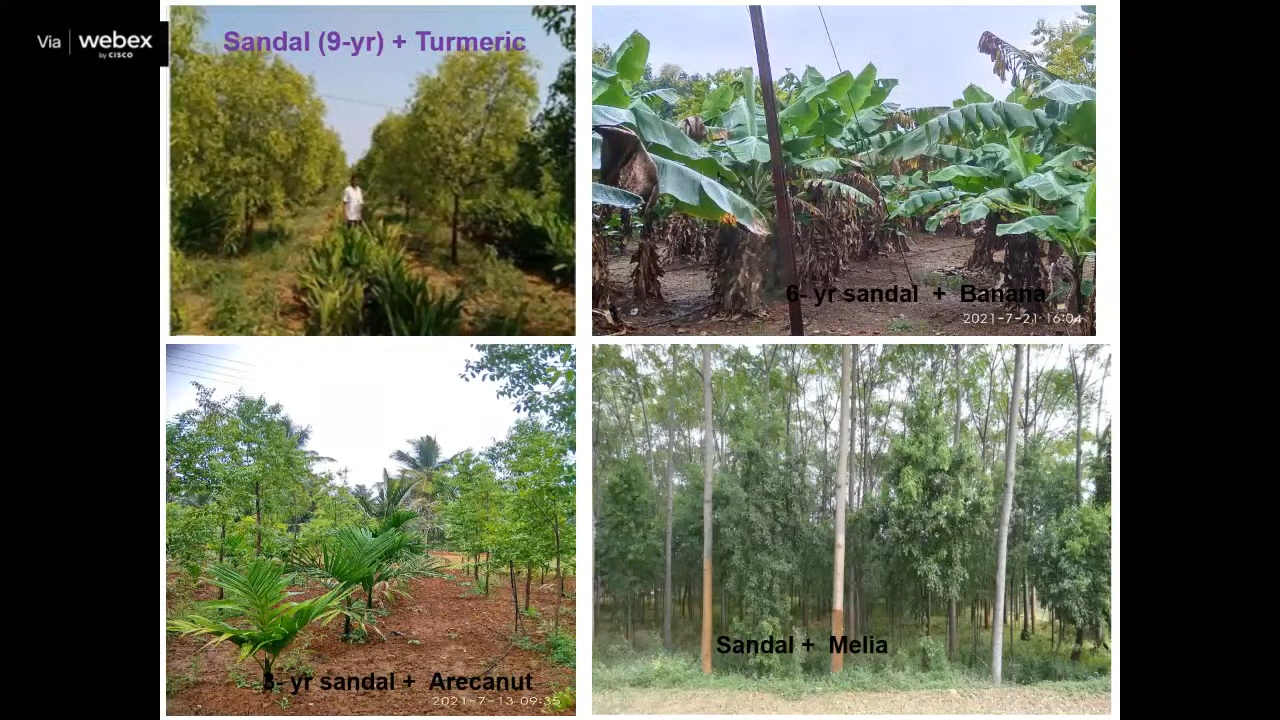 Via webex
by CISCO
Sandal (9-yr) + Turmeric
6- yr sandal + Banana
2021-7-21 16:04
- yr sandal + Arecanut
2021-7-13 09:35
Sandal + Melia